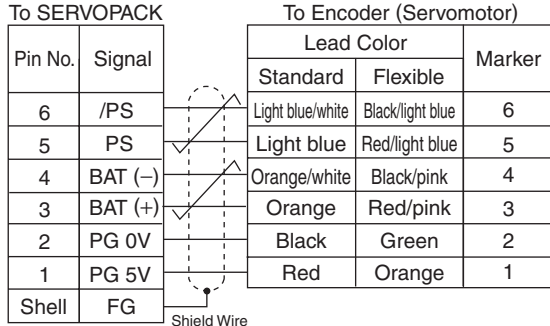 To SERVOPACK To Encoder (Servomotor)
Pin No. Signal Lead Color Marker
Standard Flexible
6 /PS Light blue/white Black/light blue 6
5 PS Light blue Red/light blue 5
4 BAT (−) Orange/white Black/pink 4
3 BAT (+) Orange Red/pink 3
2 PG 0V Black Green 2
1 PG 5V Red Orange 1
Shell FG
Shield Wire